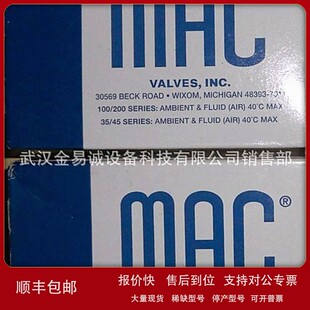 MAC
VALVES, INC.
30569 BECK ROAD • WIXOM, MICHIGAN 48393-7011
100/200 SERIES: AMBIENT & FLUID (AIR) 40°C MAX
35/45 SERIES: AMBIENT & FLUID (AIR) 40°C MAX
武汉金易诚设备科技有限公司销售部
MAC®
顺丰包邮
报价快 售后到位 支持对公专票
大量现货 稀缺型号 停产型号 可开普票